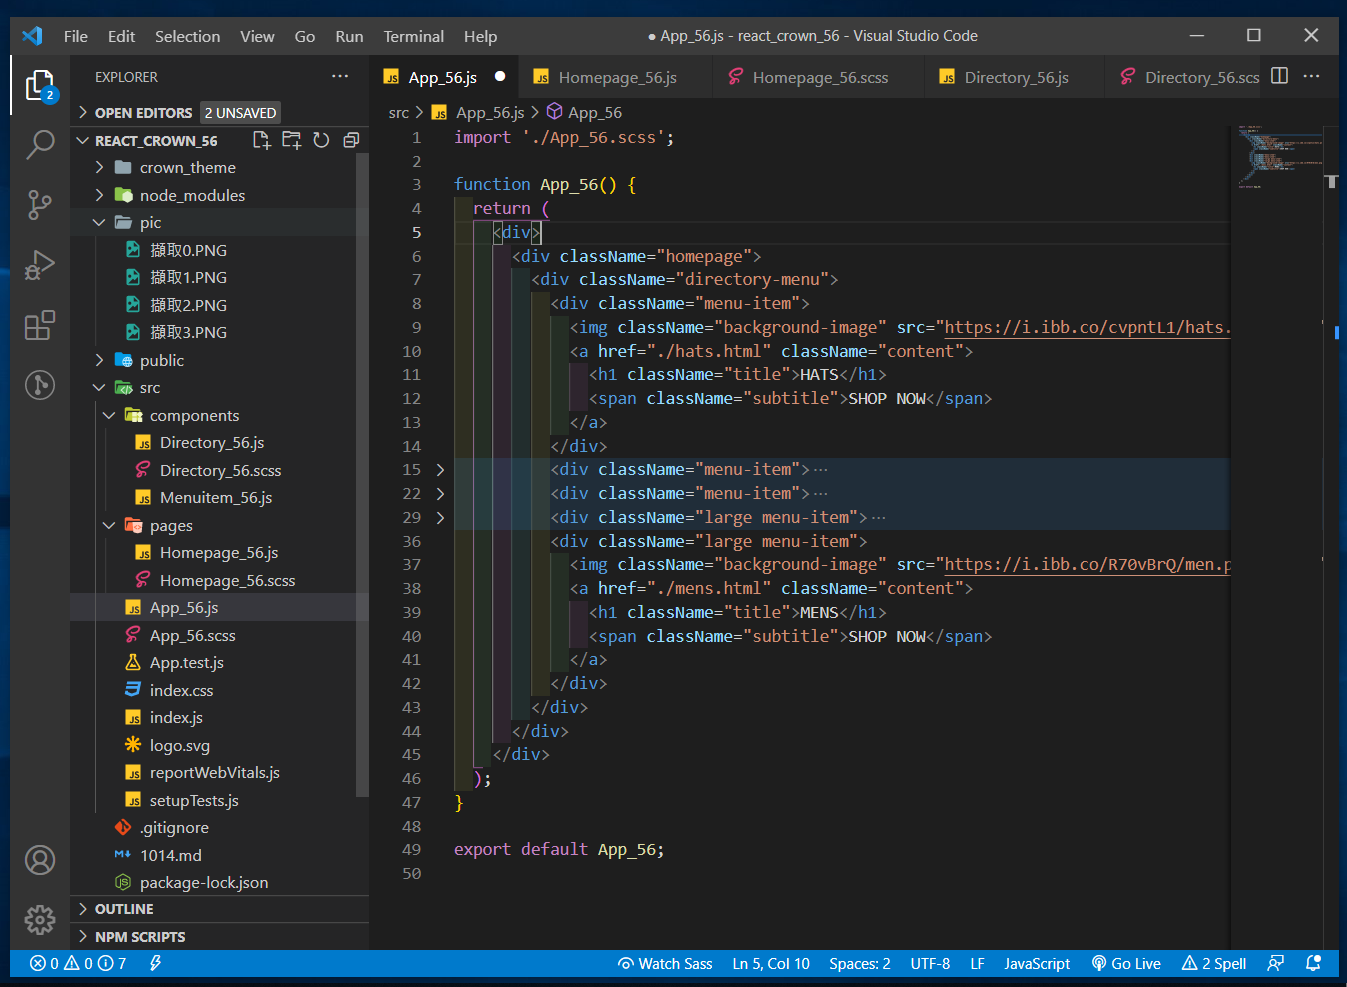 File Edit Selection View Go Run Terminal Help ● App_56.js - react_crown_56 - Visual Studio Code
EXPLORER ···
2
OPEN EDITORS 2 UNSAVED
REACT_CROWN_56
crown_theme
node_modules
pic
擷取0.PNG
擷取1.PNG
擷取2.PNG
擷取3.PNG
public
src
components
Directory_56.js
Directory_56.scss
Menuitem_56.js
pages
Homepage_56.js
Homepage_56.scss
App_56.js
App_56.scss
App.test.js
index.css
index.js
logo.svg
reportWebVitals.js
setupTests.js
.gitignore
1014.md
package-lock.json
OUTLINE
NPM SCRIPTS
App_56.js ● Homepage_56.js Homepage_56.scss Directory_56.js Directory_56.scs ···
src > App_56.js > App_56
1 import './App_56.scss';
2
3 function App_56() {
4 return (
5 <div>
6 <div className="homepage">
7 <div className="directory-menu">
8 <div className="menu-item">
9 <img className="background-image" src="https://i.ibb.co/cvpntL1/hats.
10 <a href="./hats.html" className="content">
11 <h1 className="title">HATS</h1>
12 <span className="subtitle">SHOP NOW</span>
13 </a>
14 </div>
15 <div className="menu-item">···
22 <div className="menu-item">···
29 <div className="large menu-item">···
36 <div className="large menu-item">
37 <img className="background-image" src="https://i.ibb.co/R70vBrQ/men.p
38 <a href="./mens.html" className="content">
39 <h1 className="title">MENS</h1>
40 <span className="subtitle">SHOP NOW</span>
41 </a>
42 </div>
43 </div>
44 </div>
45 </div>
46 );
47 }
48
49 export default App_56;
50
0 0 7 Watch Sass Ln 5, Col 10 Spaces: 2 UTF-8 LF JavaScript Go Live 2 Spell